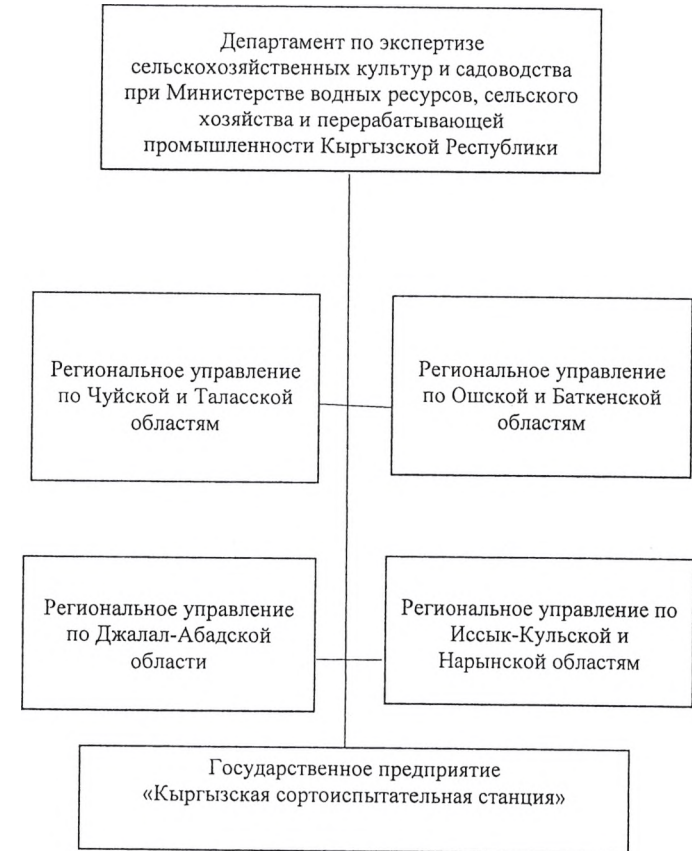 Департамент по экспертизе
сельскохозяйственных культур и садоводства
при Министерстве водных ресурсов, сельского
хозяйства и перерабатывающей
промышленности Кыргызской Республики
Региональное управление
по Чуйской и Таласской
областям
Региональное управление
по Ошской и Баткенской
областям
Региональное управление
по Джалал-Абадской
области
Региональное управление по
Иссык-Кульской и
Нарынской областям
Государственное предприятие
«Кыргызская сортоиспытательная станция»